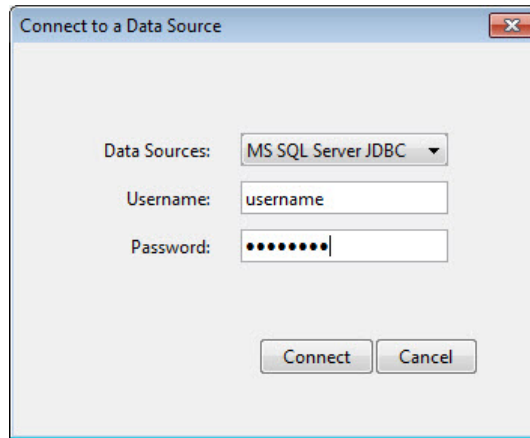 Connect to a Data Source
Data Sources: MS SQL Server JDBC
Username: username
Password: ••••••••
Connect Cancel